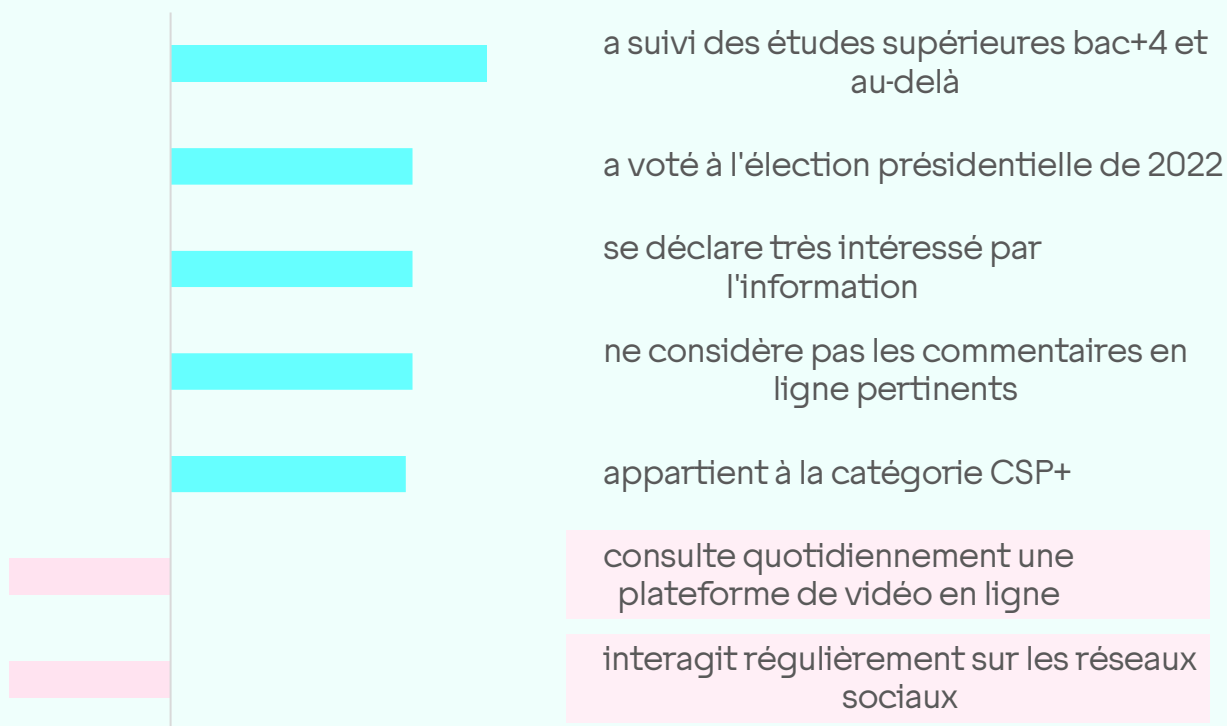 a suivi des études supérieures bac+4 et
au-delà
a voté à l'élection présidentielle de 2022
se déclare très intéressé par
l'information
ne considère pas les commentaires en
ligne pertinents
appartient à la catégorie CSP+
consulte quotidiennement une
plateforme de vidéo en ligne
interagit régulièrement sur les réseaux
sociaux